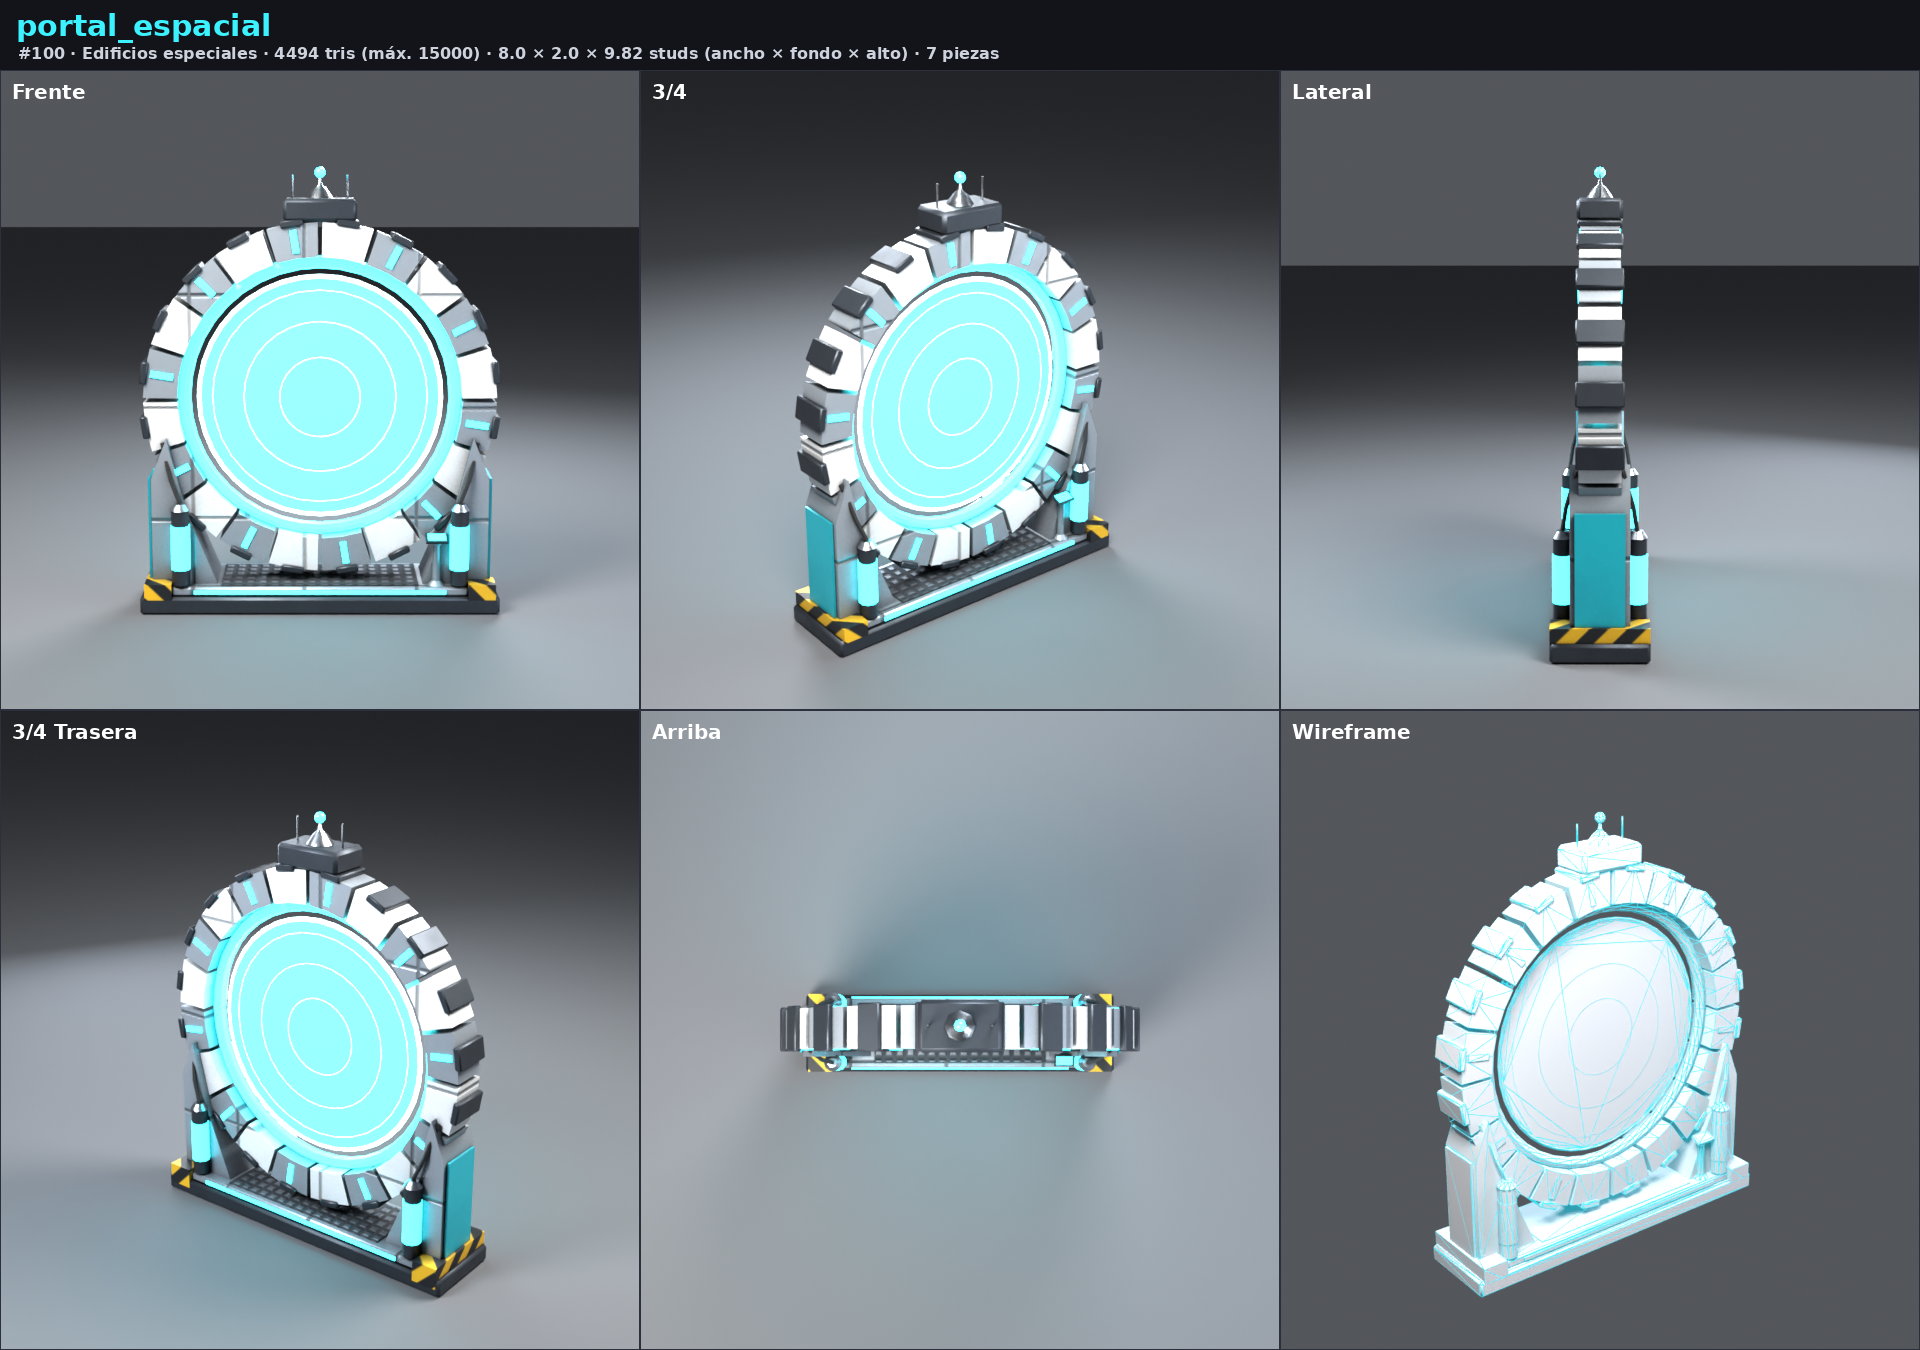 portal_espacial
#100 · Edificios especiales · 4494 tris (máx. 15000) · 8.0 × 2.0 × 9.82 studs (ancho × fondo × alto) · 7 piezas
Frente
3/4
Lateral
3/4 Trasera
Arriba
Wireframe